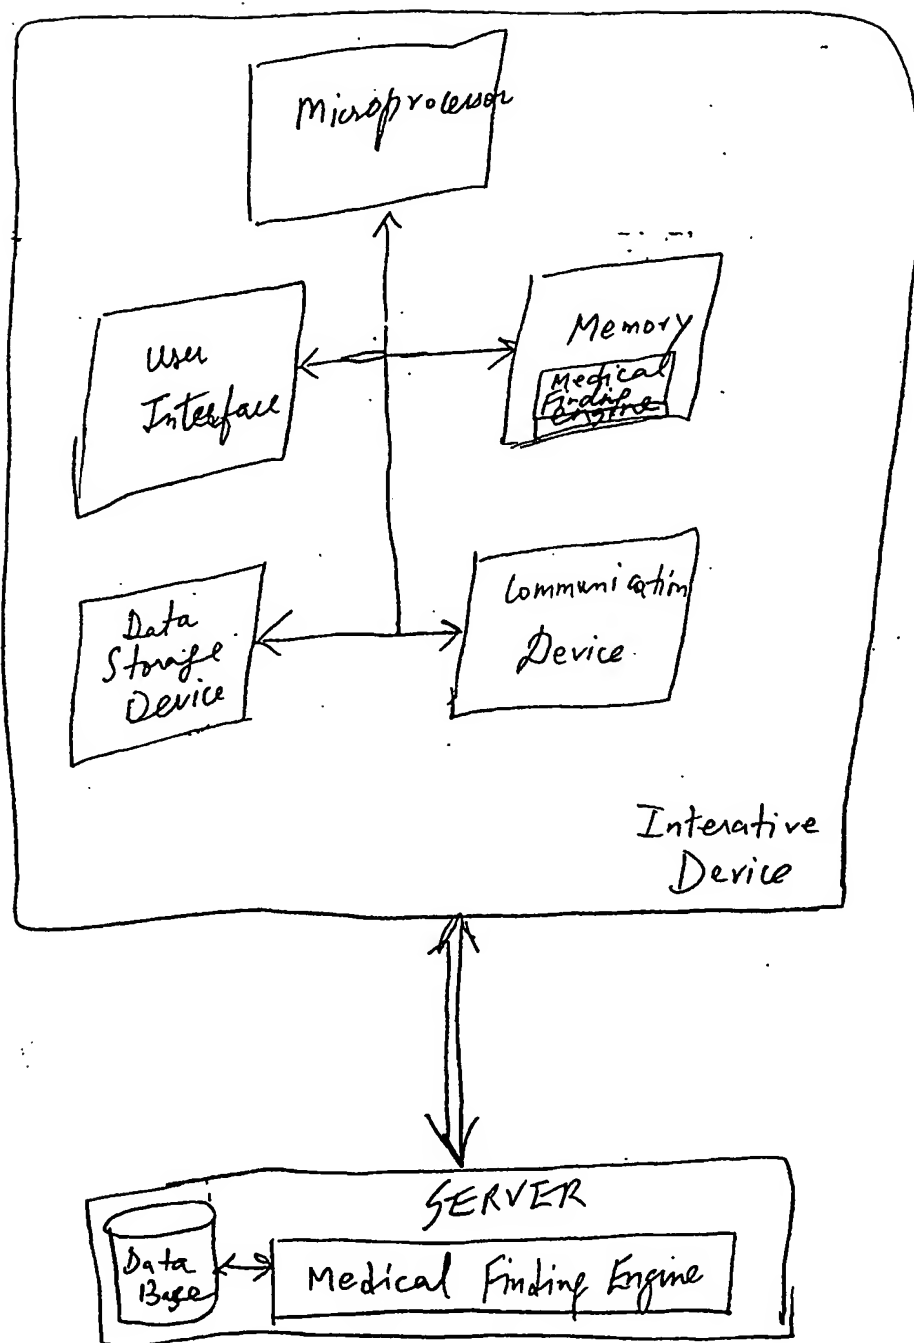 Microprocessor
User
Interface
Memory
Medical
Finding
Engine
Data
Storage
Device
Communication
Device
Interative
Device
SERVER
Data
Base
Medical Finding Engine